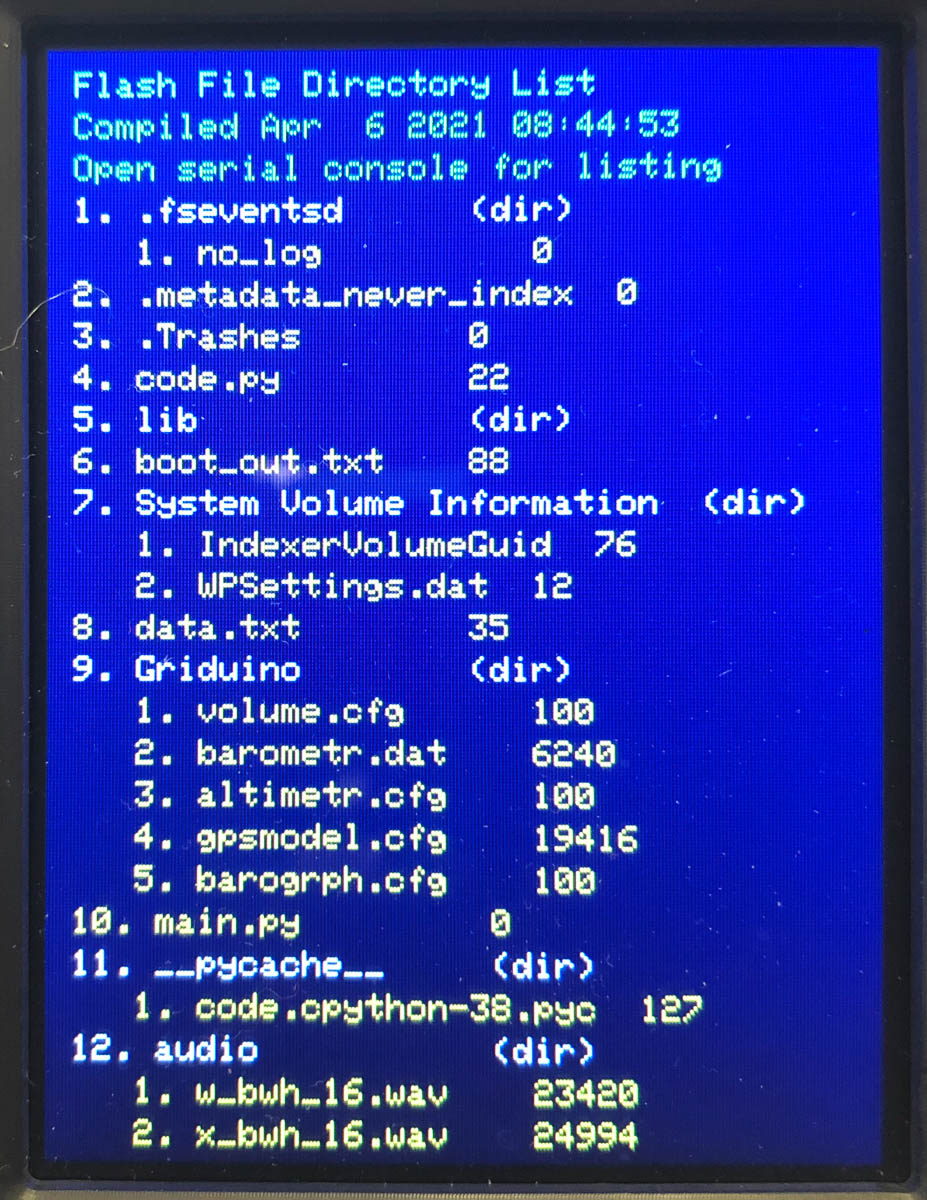 Flash File Directory List
Compiled Apr  6 2021 08:44:53
Open serial console for listing
1. .fseventsd      (dir)
   1. no_log          0
2. .metadata_never_index  0
3. .Trashes        0
4. code.py         22
5. lib             (dir)
6. boot_out.txt    88
7. System Volume Information  (dir)
   1. IndexerVolumeGuid  76
   2. WPSettings.dat  12
8. data.txt        35
9. Griduino        (dir)
   1. volume.cfg      100
   2. barometr.dat    6240
   3. altimetr.cfg    100
   4. gpsmodel.cfg    19416
   5. barogrph.cfg    100
10. main.py         0
11. __pycache__     (dir)
   1. code.cpython-38.pyc  127
12. audio           (dir)
   1. w_bwh_16.wav    23420
   2. x_bwh_16.wav    24994